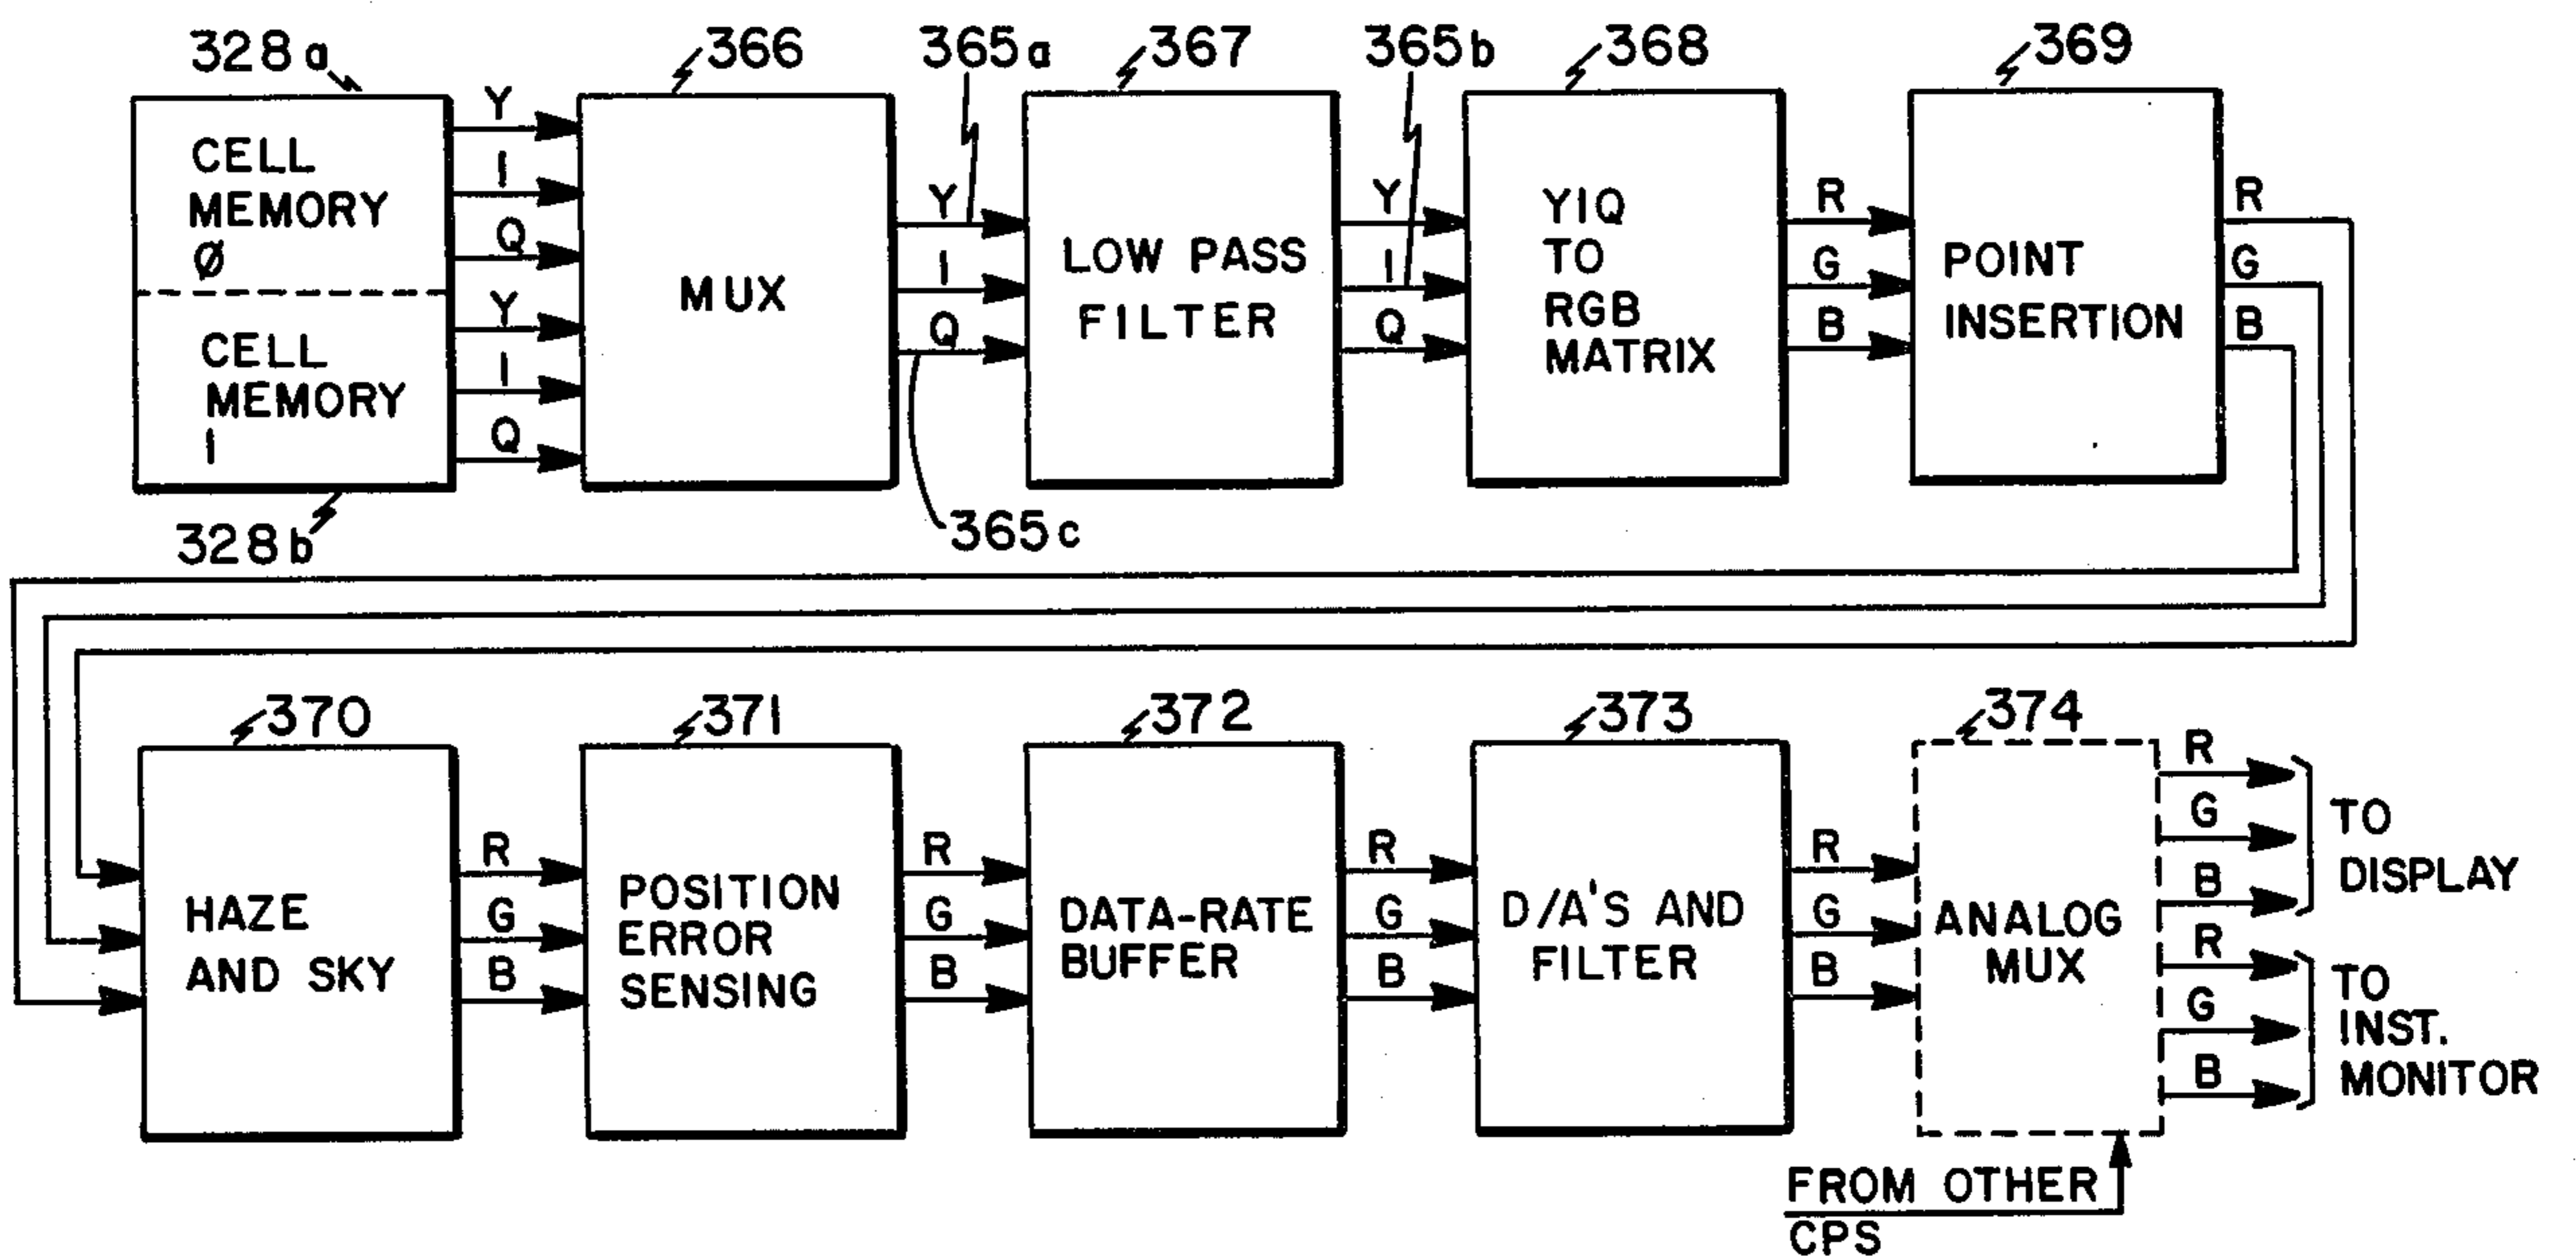 328a
366
365a
367
365b
368
369
CELL
MEMORY
Ø
CELL
MEMORY
1
328b
Y
I
Q
Y
I
Q
MUX
Y
I
Q
365c
LOW PASS
FILTER
Y
I
Q
YIQ
TO
RGB
MATRIX
R
G
B
POINT
INSERTION
R
G
B
370
371
372
373
374
HAZE
AND SKY
R
G
B
POSITION
ERROR
SENSING
R
G
B
DATA-RATE
BUFFER
R
G
B
D/A'S AND
FILTER
R
G
B
ANALOG
MUX
R
G
B
TO
DISPLAY
R
G
B
TO
INST.
MONITOR
FROM OTHER
CPS